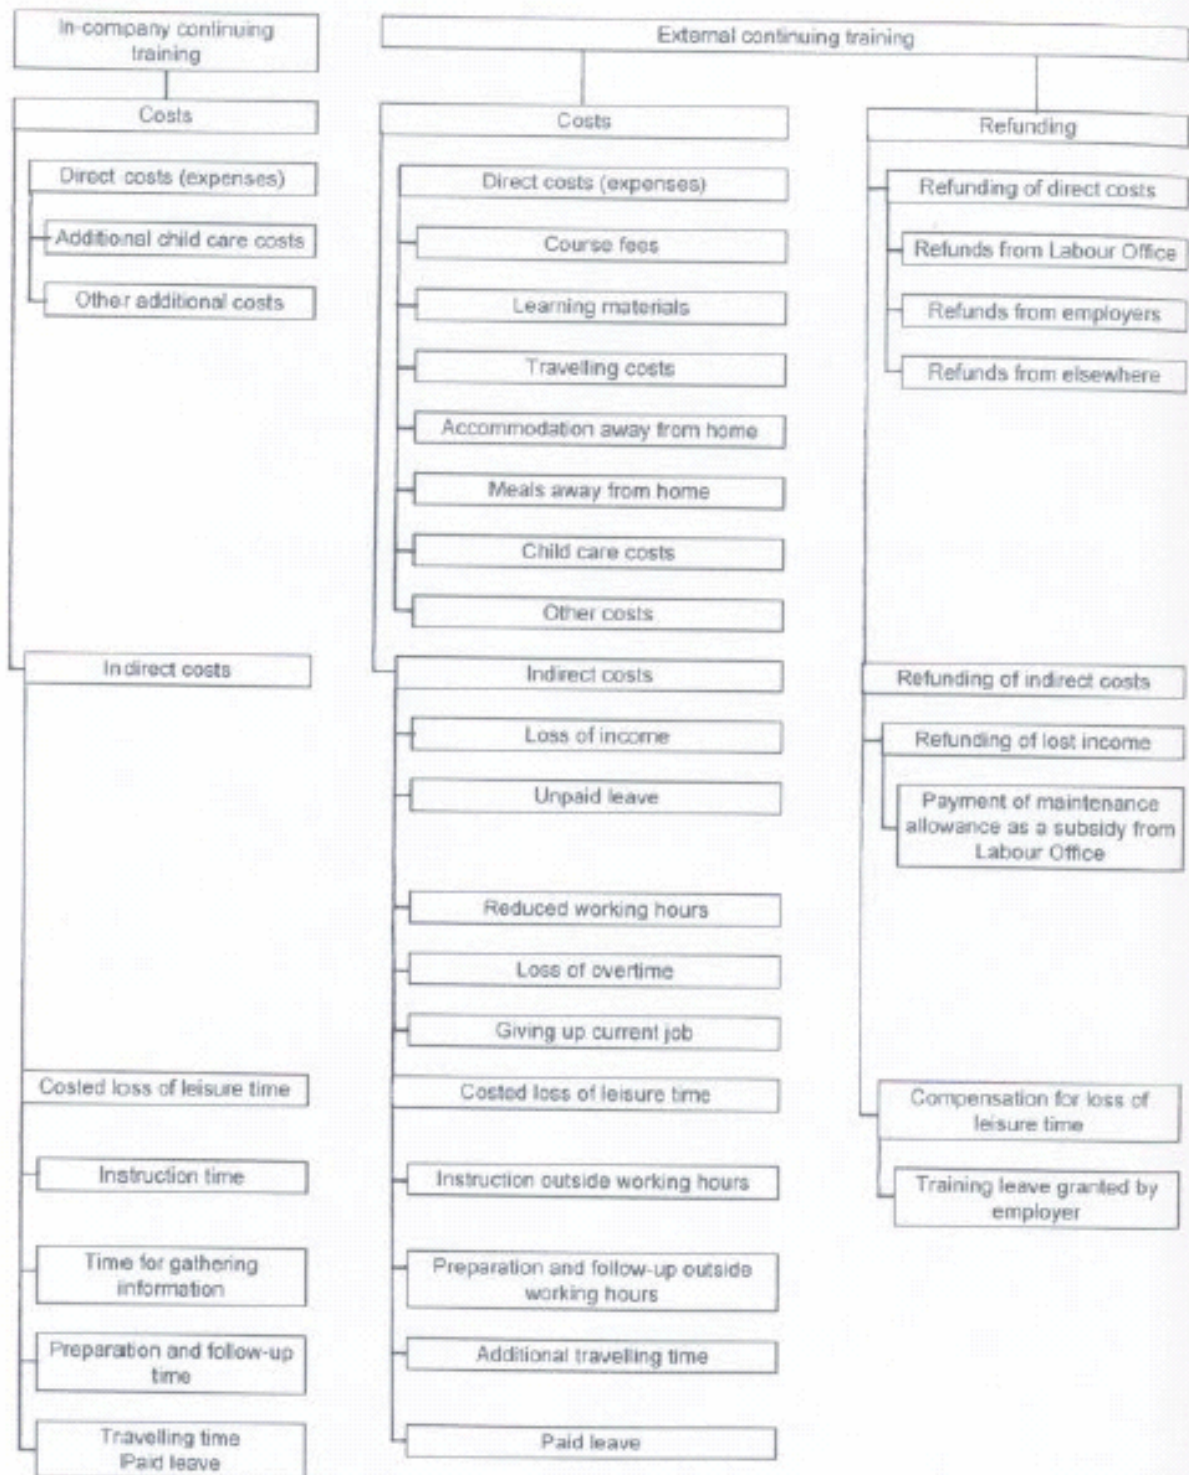 In-company continuing
training
Costs
Direct costs (expenses)
Additional child care costs
Other additional costs
Indirect costs
Costed loss of leisure time
Instruction time
Time for gathering
information
Preparation and follow-up
time
Travelling time
Paid leave
External continuing training
Costs
Direct costs (expenses)
Course fees
Learning materials
Travelling costs
Accommodation away from home
Meals away from home
Child care costs
Other costs
Indirect costs
Loss of income
Unpaid leave
Reduced working hours
Loss of overtime
Giving up current job
Costed loss of leisure time
Instruction outside working hours
Preparation and follow-up outside
working hours
Additional travelling time
Paid leave
Refunding
Refunding of direct costs
Refunds from Labour Office
Refunds from employers
Refunds from elsewhere
Refunding of indirect costs
Refunding of lost income
Payment of maintenance
allowance as a subsidy from
Labour Office
Compensation for loss of
leisure time
Training leave granted by
employer